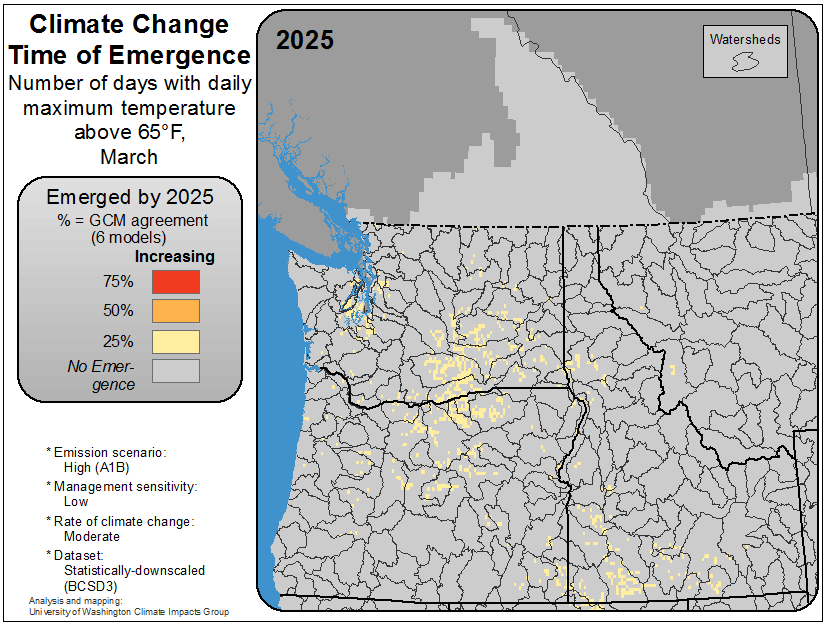 Climate Change
Time of Emergence
Number of days with daily
maximum temperature
above 65°F,
March
Emerged by 2025
% = GCM agreement
(6 models)
Increasing
75%
50%
25%
No Emer-
gence
* Emission scenario:
High (A1B)
* Management sensitivity:
Low
* Rate of climate change:
Moderate
* Dataset:
Statistically-downscaled
(BCSD3)
Analysis and mapping:
University of Washington Climate Impacts Group
2025
Watersheds